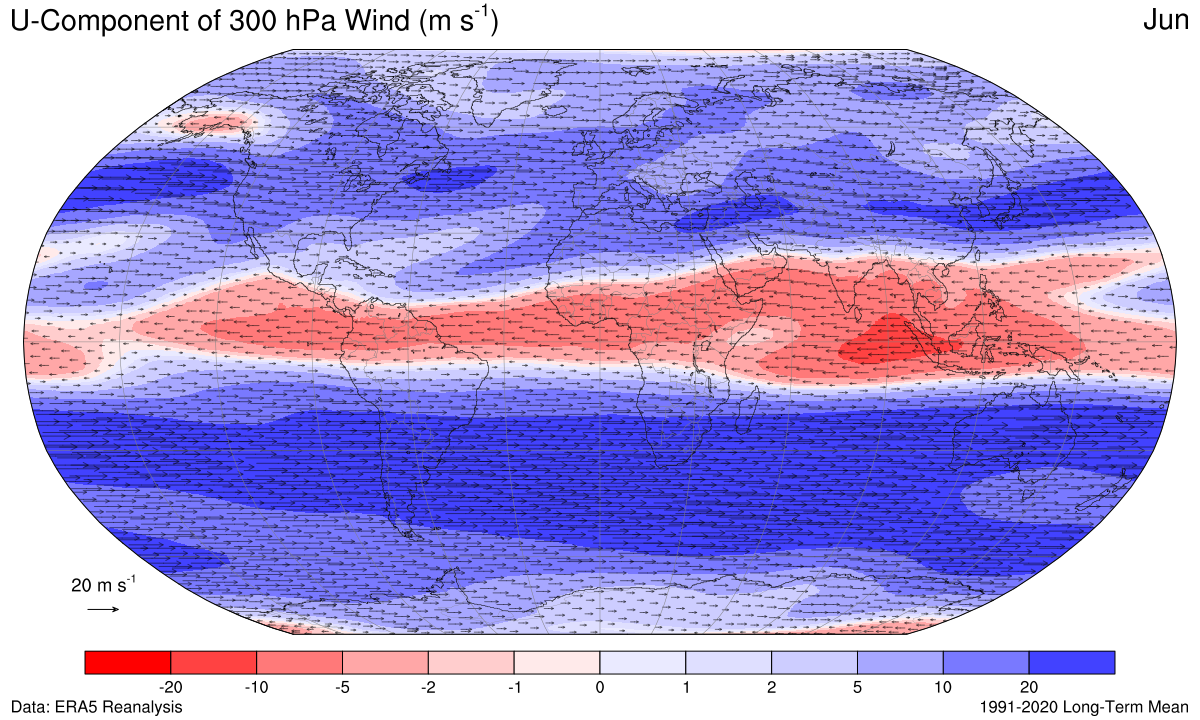 U-Component of 300 hPa Wind (m s-1)
Jun
20 m s-1
-20 -10 -5 -2 -1 0 1 2 5 10 20
Data: ERA5 Reanalysis
1991-2020 Long-Term Mean